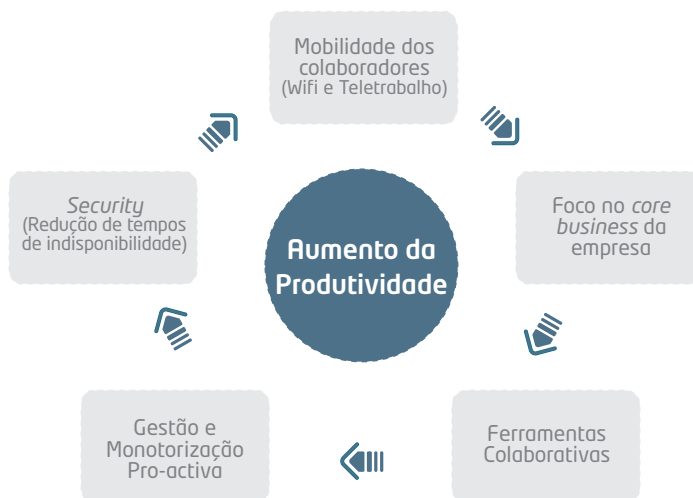 Mobilidade dos
colaboradores
(Wifi e Teletrabalho)
Foco no core
business da
empresa
Ferramentas
Colaborativas
Gestão e
Monotorização
Pro-activa
Security
(Redução de tempos
de indisponibilidade)
Aumento da
Produtividade